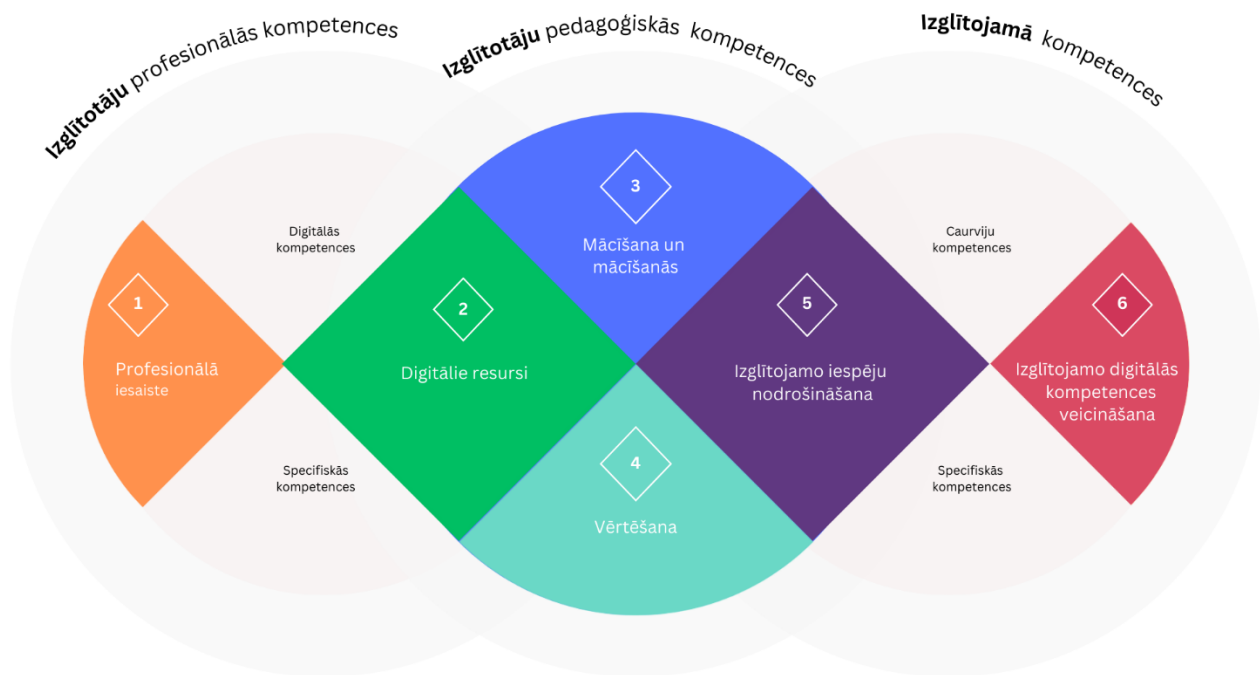 Izglītotāju profesionālās kompetences
Izglītotāju pedagoģiskās kompetences
Izglītojamā kompetences
Digitālās
kompetences
Specifiskās
kompetences
1
Profesionālā
iesaiste
2
Digitālie resursi
3
Mācīšana un
mācīšanās
4
Vērtēšana
5
Izglītojamo iespēju
nodrošināšana
Caurviju
kompetences
Specifiskās
kompetences
6
Izglītojamo digitālās
kompetences
veicināšana